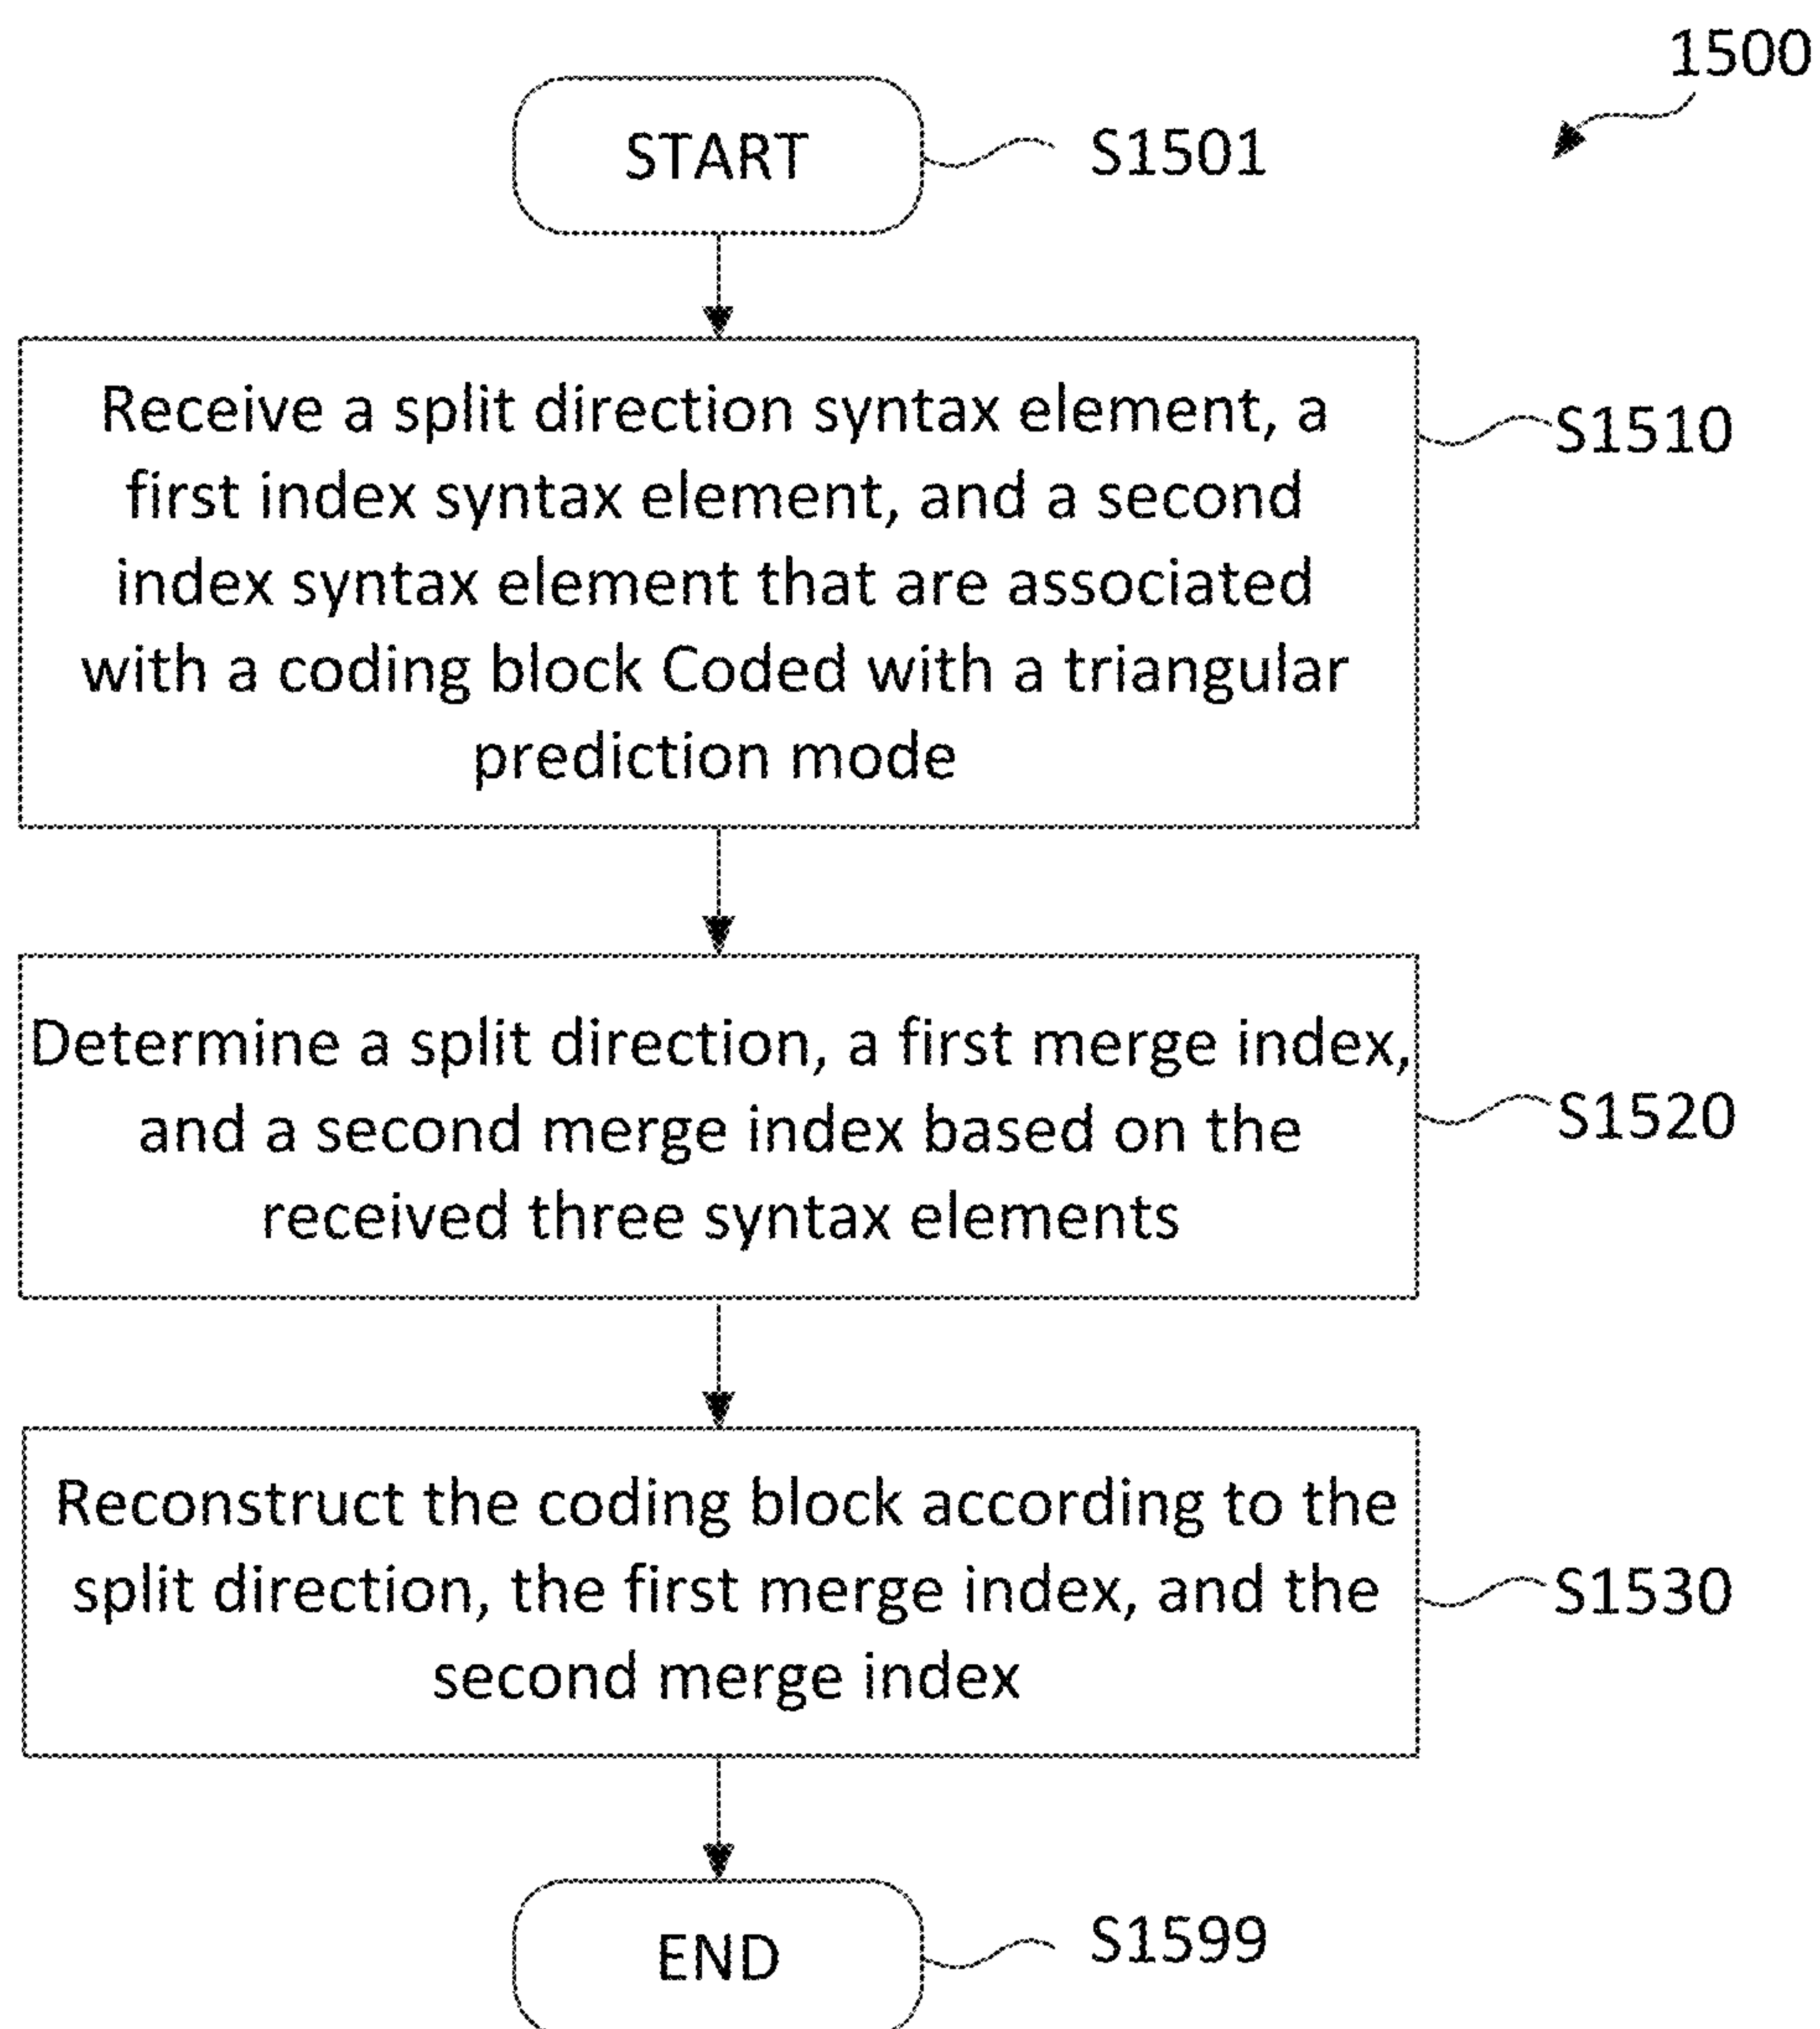 1500
START
S1501
Receive a split direction syntax element, a
first index syntax element, and a second
index syntax element that are associated
with a coding block Coded with a triangular
prediction mode
S1510
Determine a split direction, a first merge index,
and a second merge index based on the
received three syntax elements
S1520
Reconstruct the coding block according to the
split direction, the first merge index, and the
second merge index
S1530
END
S1599